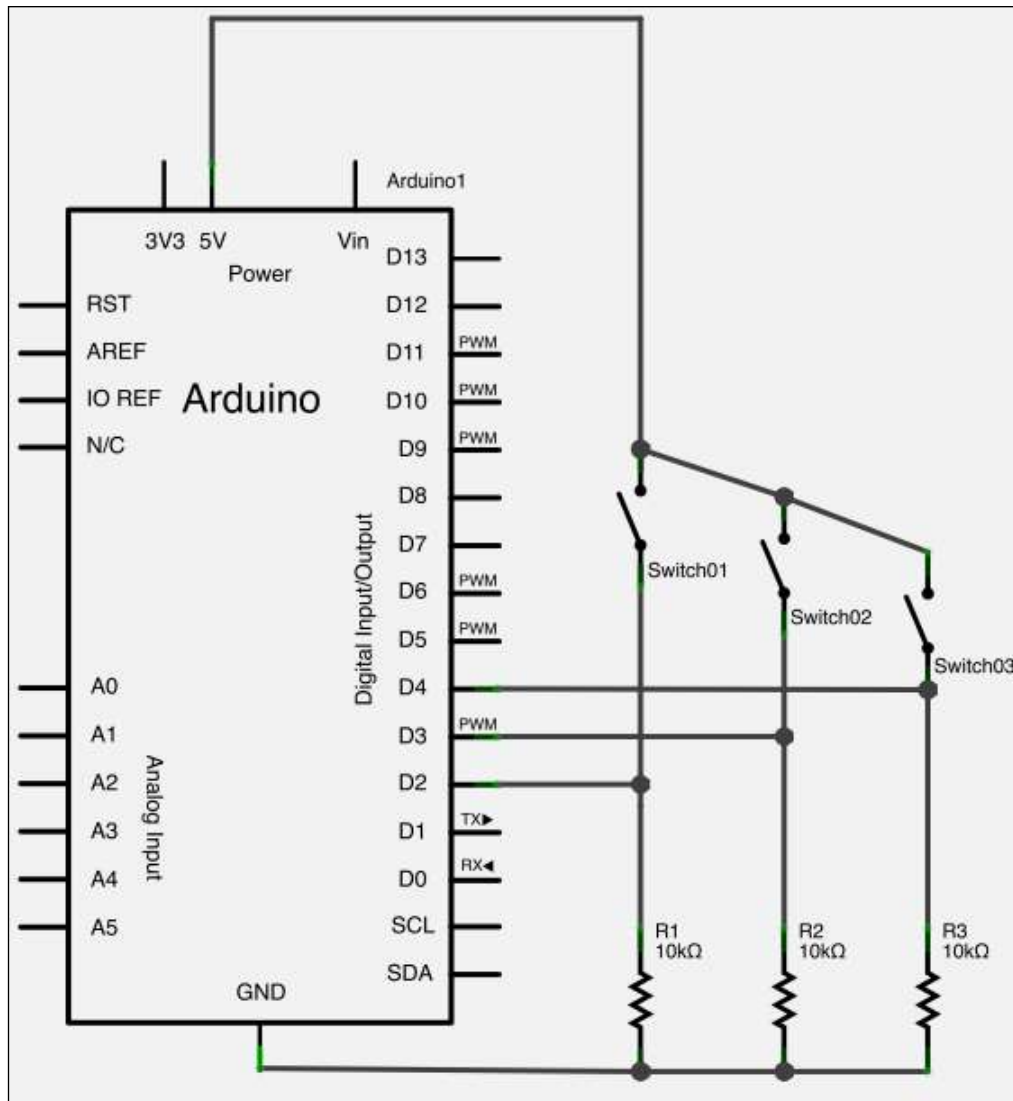 Arduino1
3V3 5V Vin
Power
D13
RST
D12
AREF
D11 PWM
IO REF
Arduino
D10 PWM
N/C
D9 PWM
D8
D7
Digital Input/Output
D6 PWM
D5 PWM
Switch01
Switch02
Switch03
A0
D4
A1
D3 PWM
A2
D2
Analog Input
A3
D1 TX▶
A4
D0 RX◀
A5
SCL
SDA
R1
10kΩ
R2
10kΩ
R3
10kΩ
GND